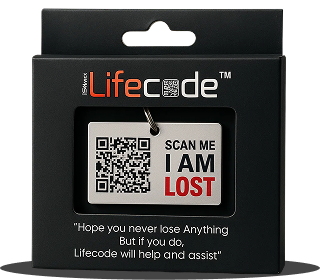 Lifecode™
SCAN ME
I AM
LOST
"Hope you never lose Anything
But if you do,
Lifecode will help and assist"